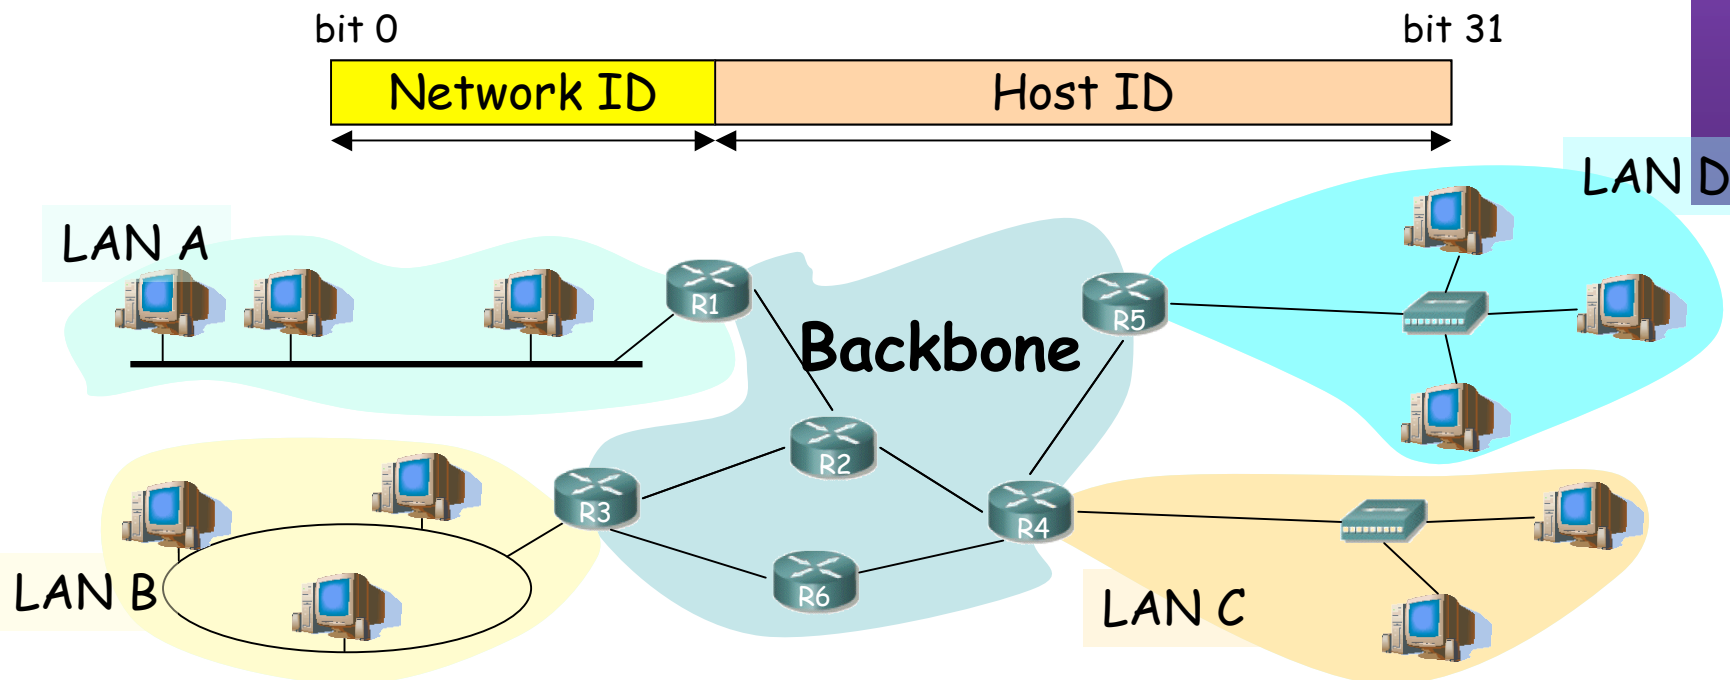 bit 0
bit 31
Network ID
Host ID
LAN D
LAN A
R1
R5
Backbone
R2
R3
R4
R6
LAN B
LAN C